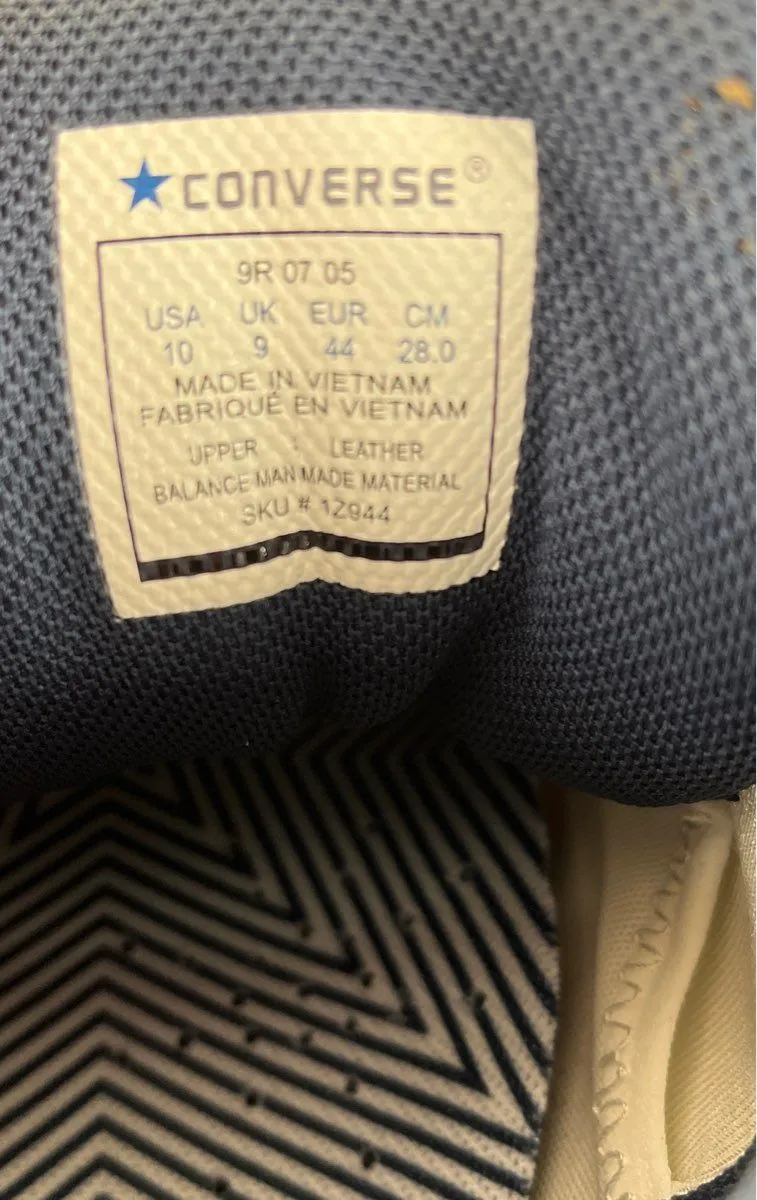 ★CONVERSE®
9R 07 05
USA UK EUR CM
10 9 44 28.0
MADE IN VIETNAM
FABRIQUÉ EN VIETNAM
UPPER : LEATHER
BALANCE MAN MADE MATERIAL
SKU # 1Z944